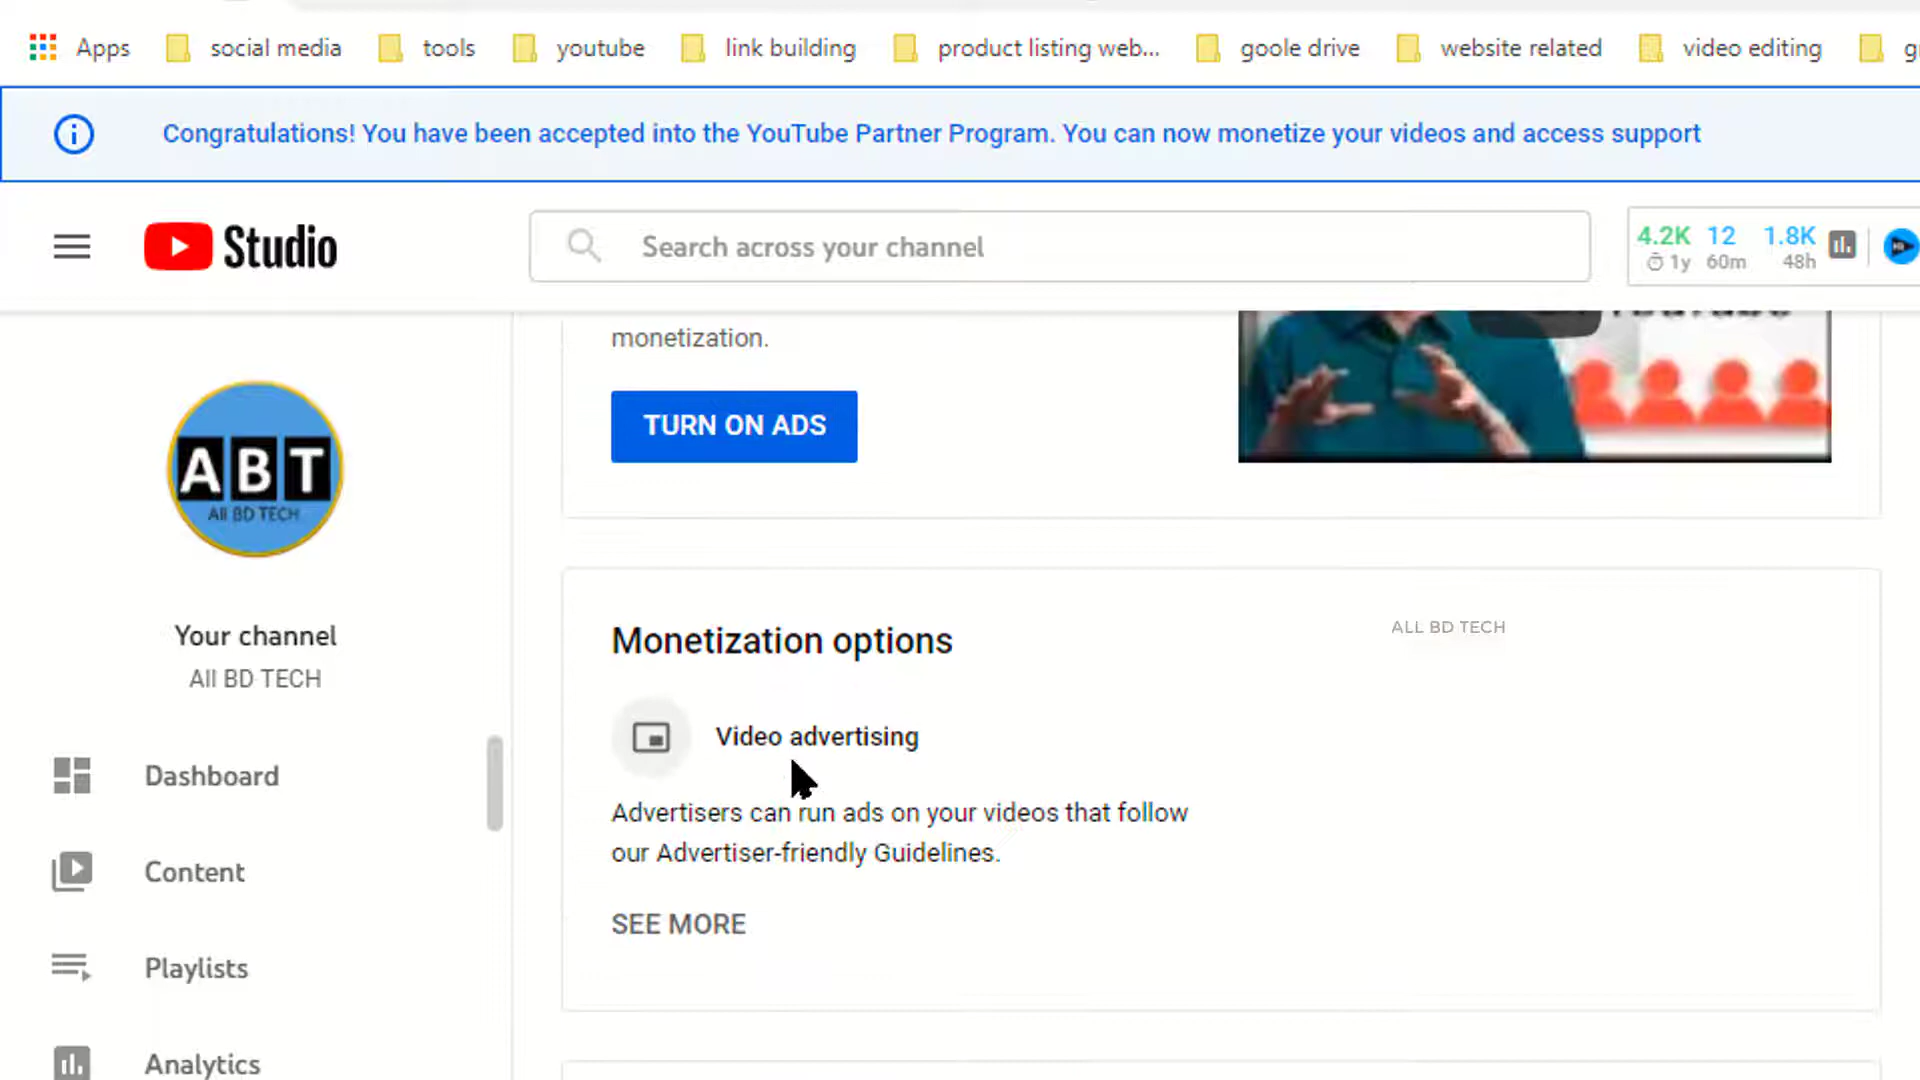 Apps social media tools youtube link building product listing web... goole drive website related video editing
Congratulations! You have been accepted into the YouTube Partner Program. You can now monetize your videos and access support
Studio
Search across your channel
4.2K 12 1.8K
1y 60m 48h
monetization.
TURN ON ADS
ABT
All BD TECH
Your channel
All BD TECH
Dashboard
Content
Playlists
Analytics
Monetization options
ALL BD TECH
Video advertising
Advertisers can run ads on your videos that follow
our Advertiser-friendly Guidelines.
SEE MORE